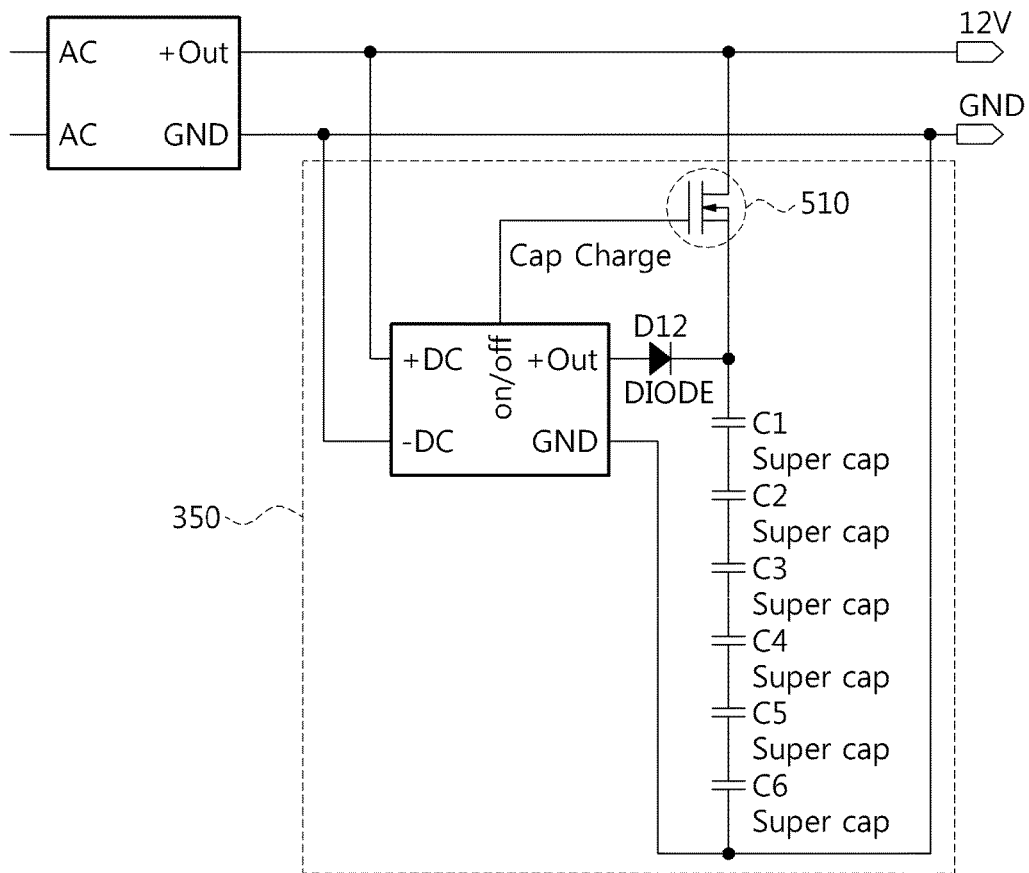 12V
AC +Out
GND
AC GND
510
Cap Charge
D12
+DC on/off +Out
DIODE
-DC GND
C1
Super cap
C2
Super cap
350
C3
Super cap
C4
Super cap
C5
Super cap
C6
Super cap